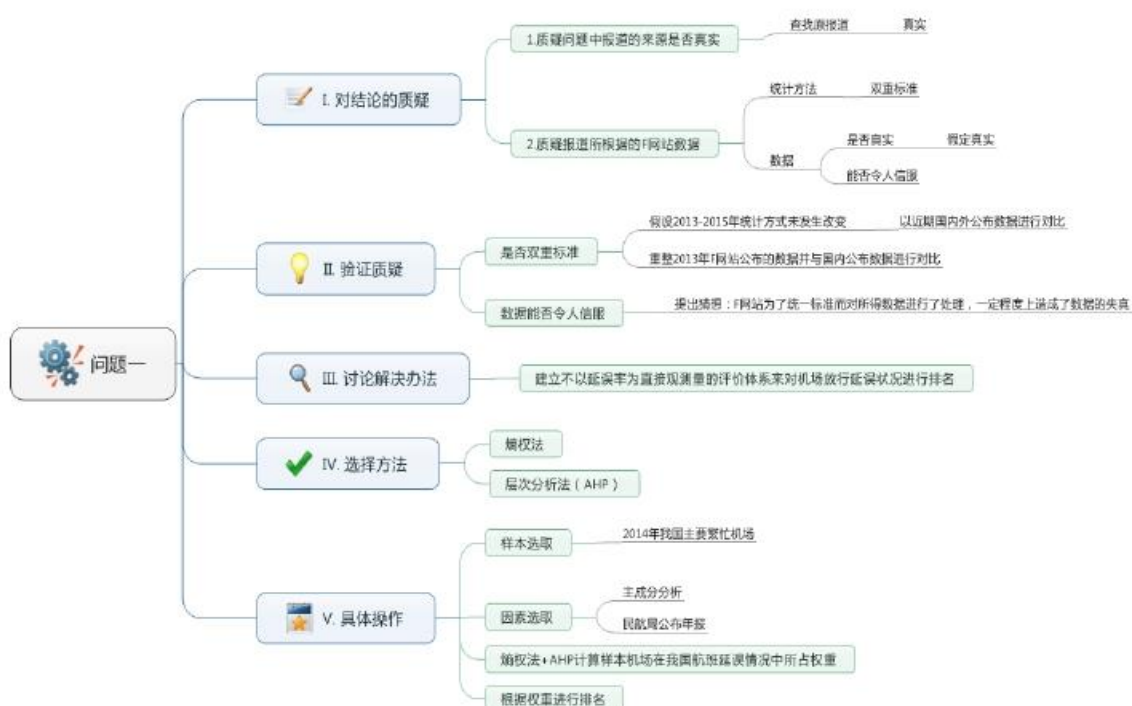 问题一
I. 对结论的质疑
1.质疑问题中报道的来源是否真实
查找原报道
真实
2.质疑报道所根据的F网站数据
统计方法
双重标准
数据
是否真实
假定真实
能否令人信服
II. 验证质疑
是否双重标准
假设2013-2015年统计方式未发生改变
以近期国内外公布数据进行对比
重整2013年F网站公布的数据并与国内公布数据进行对比
数据能否令人信服
提出猜想：F网站为了统一标准而对所得数据进行了处理，一定程度上造成了数据的失真
III. 讨论解决办法
建立不以延误率为直接观测量的评价体系来对机场放行延误状况进行排名
IV. 选择方法
熵权法
层次分析法（AHP）
V. 具体操作
样本选取
2014年我国主要繁忙机场
因素选取
主成分分析
民航局公布年报
熵权法+AHP计算样本机场在我国航班延误情况中所占权重
根据权重进行排名